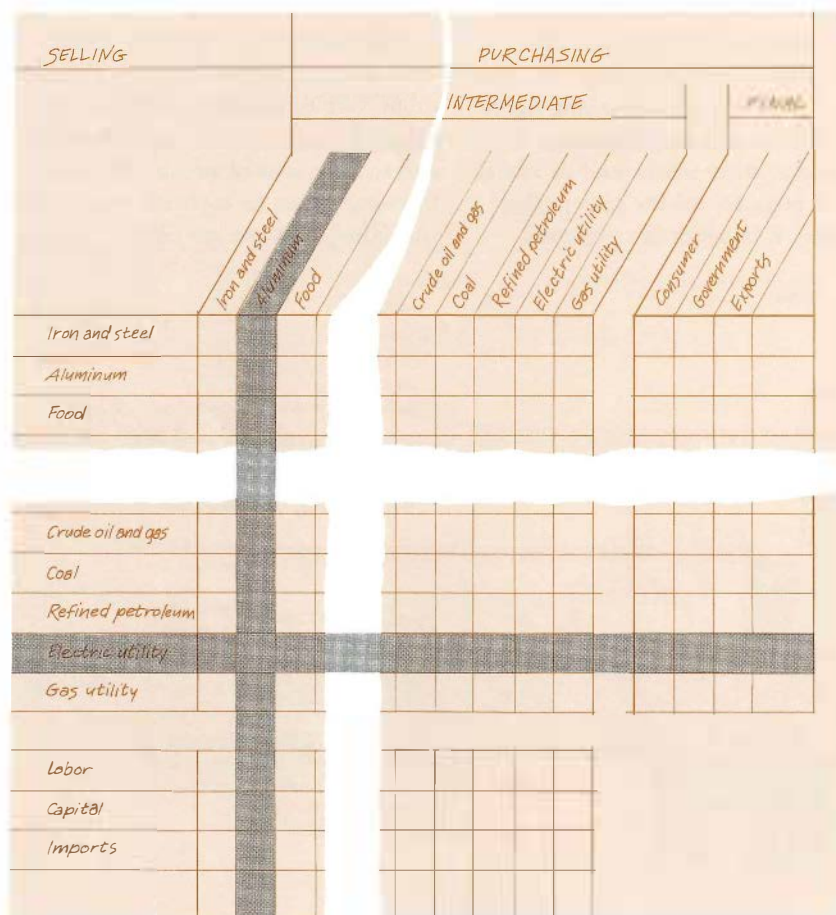 SELLING
PURCHASING
INTERMEDIATE
FINAL
Iron and steel
Aluminum
Food
Crude oil and gas
Coal
Refined petroleum
Electric utility
Gas utility
Consumer
Government
Exports
Iron and steel
Aluminum
Food
Crude oil and gas
Coal
Refined petroleum
Electric utility
Gas utility
Labor
Capital
Imports